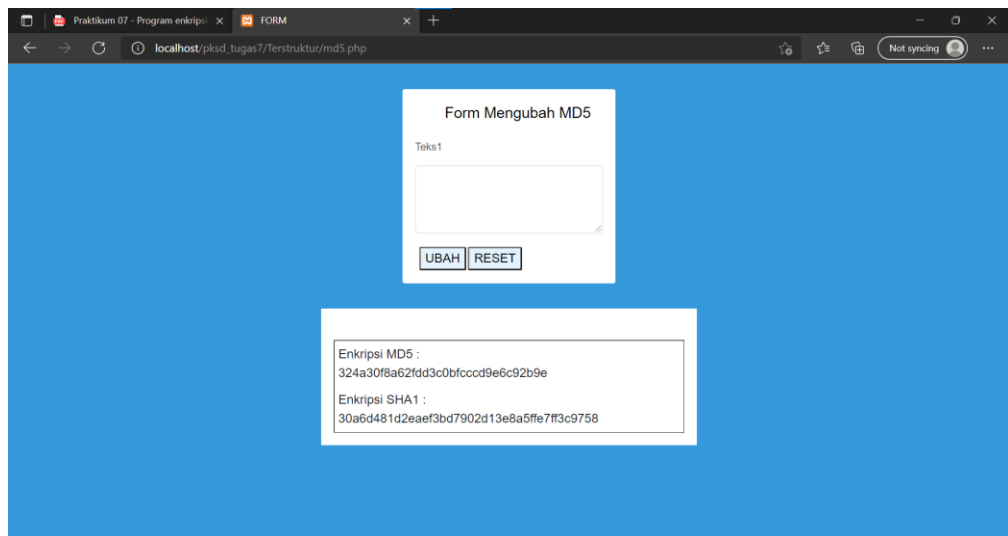 Praktikum 07 - Program enkripsi
FORM
localhost/pksd_tugas7/Terstruktur/md5.php
Not syncing
Form Mengubah MD5
Teks1
UBAH RESET
Enkripsi MD5 :
324a30f8a62fdd3c0bfcccd9e6c92b9e
Enkripsi SHA1 :
30a6d481d2eaef3bd7902d13e8a5ffe7ff3c9758